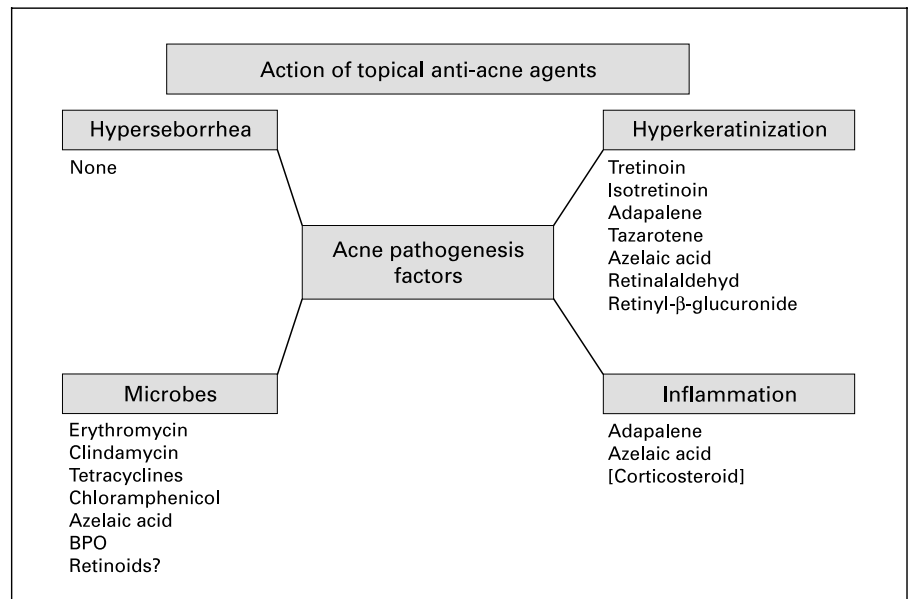 Action of topical anti-acne agents
Hyperseborrhea
None
Hyperkeratinization
Tretinoin
Isotretinoin
Adapalene
Tazarotene
Azelaic acid
Retinalaldehyd
Retinyl-β-glucuronide
Acne pathogenesis
factors
Microbes
Erythromycin
Clindamycin
Tetracyclines
Chloramphenicol
Azelaic acid
BPO
Retinoids?
Inflammation
Adapalene
Azelaic acid
[Corticosteroid]